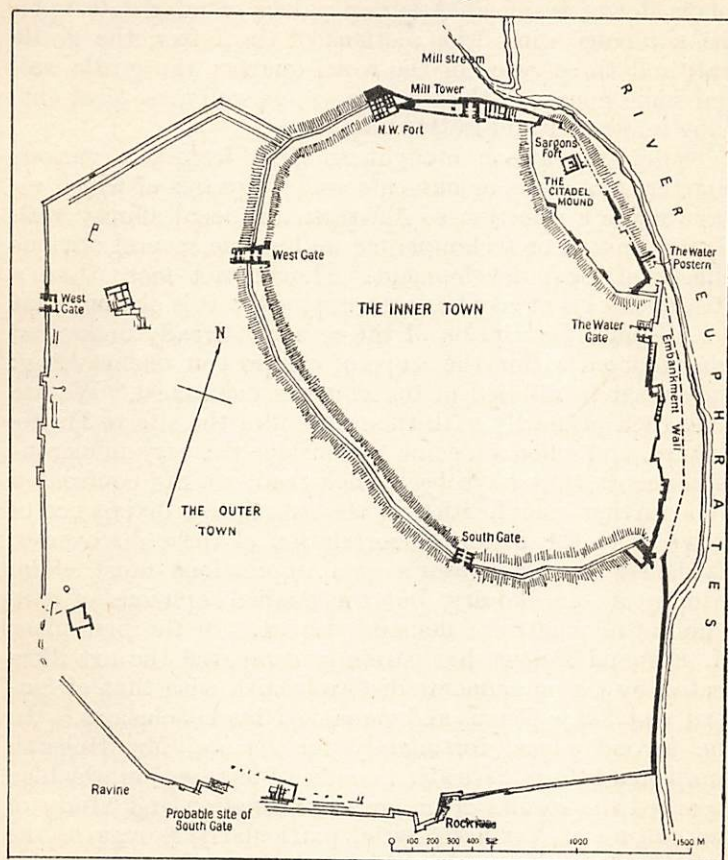 Mill stream
Mill Tower
N.W. Fort
Sargons
Fort
THE
CITADEL
MOUND
RIVER EUPHRATES
The Water
Postern
West Gate
THE INNER TOWN
West
Gate
The Water
Gate
Embankment
Wall
N
THE OUTER
TOWN
South Gate.
Ravine
Probable site of
South Gate
0 100 200 300 400 1000 1500 M